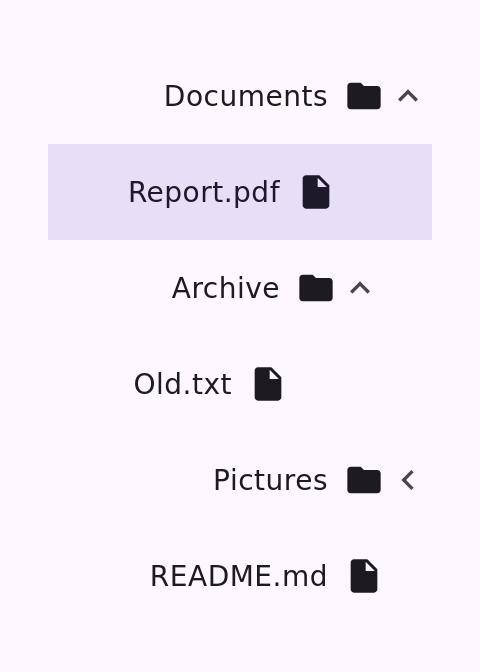 Documents
Report.pdf
Archive
Old.txt
Pictures
README.md